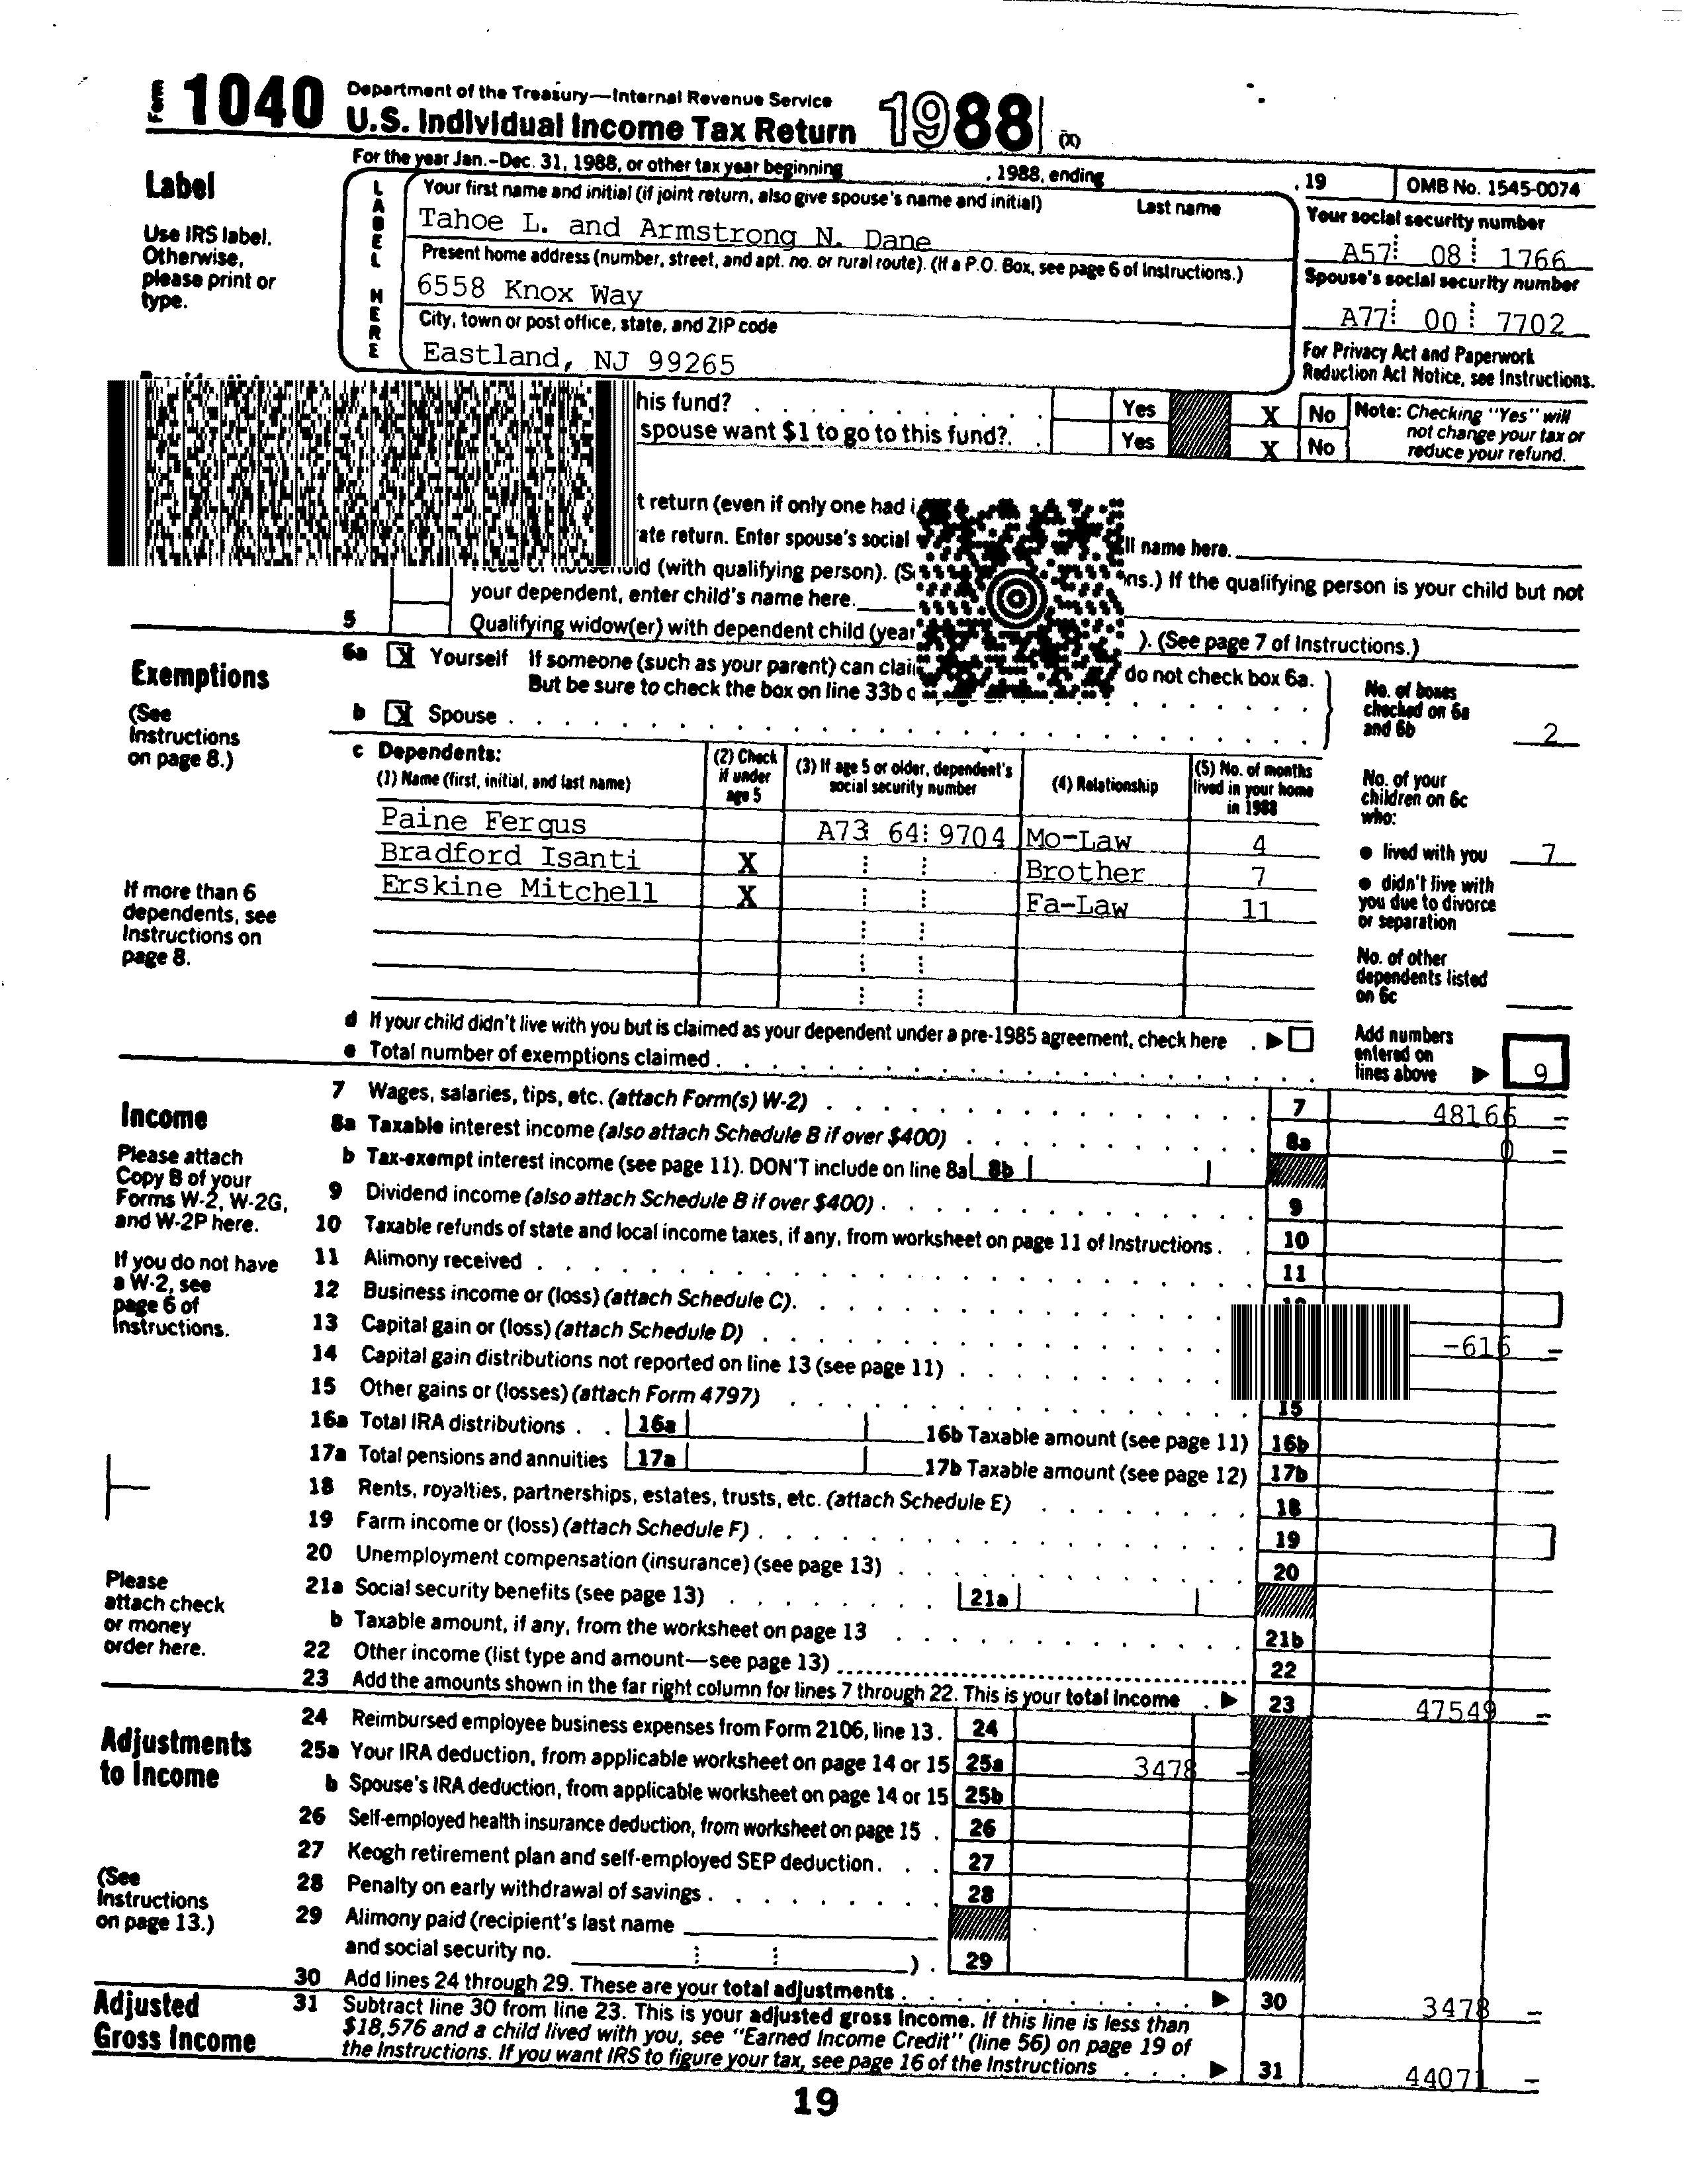 Form 1040 Department of the Treasury—Internal Revenue Service
U.S. Individual Income Tax Return 1988 (X)
For the year Jan.-Dec. 31, 1988, or other tax year beginning , 1988, ending , 19 OMB No. 1545-0074
Label
Use IRS label.
Otherwise,
please print or
type.
LABEL HERE
Your first name and initial (if joint return, also give spouse's name and initial) Last name
Tahoe L. and Armstrong N. Dane
Your social security number
A57 08 1766
Present home address (number, street, and apt. no. or rural route). (If a P.O. Box, see page 6 of Instructions.)
6558 Knox Way
Spouse's social security number
A77 00 7702
City, town or post office, state, and ZIP code
Eastland, NJ 99265
For Privacy Act and Paperwork
Reduction Act Notice, see Instructions.
his fund? Yes X No
spouse want $1 to go to this fund?. Yes X No
Note: Checking "Yes" will
not change your tax or
reduce your refund.
t return (even if only one had
ate return. Enter spouse's social ll name here.
(with qualifying person). ns.) If the qualifying person is your child but not
your dependent, enter child's name here.
5 Qualifying widow(er) with dependent child (year ). (See page 7 of Instructions.)
Exemptions
(See
Instructions
on page 8.)
6a X Yourself If someone (such as your parent) can do not check box 6a.
But be sure to check the box on line 33b
b X Spouse
No. of boxes
checked on 6a
and 6b 2
c Dependents:
(1) Name (first, initial, and last name)
(2) Check
if under
age 5
(3) If age 5 or older, dependent's
social security number
(4) Relationship
(5) No. of months
lived in your home
in 1988
Paine Fergus A73 64 9704 Mo-Law 4
Bradford Isanti X Brother 7
Erskine Mitchell X Fa-Law 11
If more than 6
dependents, see
Instructions on
page 8.
No. of your
children on 6c
who:
● lived with you 7
● didn't live with
you due to divorce
or separation
No. of other
dependents listed
on 6c
d If your child didn't live with you but is claimed as your dependent under a pre-1985 agreement, check here . ▶
e Total number of exemptions claimed
Add numbers
entered on
lines above ▶ 9
Income
Please attach
Copy B of your
Forms W-2, W-2G,
and W-2P here.
If you do not have
a W-2, see
page 6 of
Instructions.
7 Wages, salaries, tips, etc. (attach Form(s) W-2) 7 48166 -
8a Taxable interest income (also attach Schedule B if over $400) 8a 0 -
b Tax-exempt interest income (see page 11). DON'T include on line 8a 8b
9 Dividend income (also attach Schedule B if over $400) 9
10 Taxable refunds of state and local income taxes, if any, from worksheet on page 11 of Instructions . 10
11 Alimony received 11
12 Business income or (loss) (attach Schedule C).
13 Capital gain or (loss) (attach Schedule D) -616 -
14 Capital gain distributions not reported on line 13 (see page 11)
15 Other gains or (losses) (attach Form 4797) 15
16a Total IRA distributions 16a 16b Taxable amount (see page 11) 16b
17a Total pensions and annuities 17a 17b Taxable amount (see page 12) 17b
18 Rents, royalties, partnerships, estates, trusts, etc. (attach Schedule E) 18
19 Farm income or (loss) (attach Schedule F) 19
20 Unemployment compensation (insurance) (see page 13) 20
21a Social security benefits (see page 13) 21a
b Taxable amount, if any, from the worksheet on page 13 21b
22 Other income (list type and amount—see page 13) 22
23 Add the amounts shown in the far right column for lines 7 through 22. This is your total income . ▶ 23 47549 -
Please
attach check
or money
order here.
Adjustments
to Income
(See
Instructions
on page 13.)
24 Reimbursed employee business expenses from Form 2106, line 13 . 24
25a Your IRA deduction, from applicable worksheet on page 14 or 15 25a 3478 -
b Spouse's IRA deduction, from applicable worksheet on page 14 or 15 25b
26 Self-employed health insurance deduction, from worksheet on page 15 . 26
27 Keogh retirement plan and self-employed SEP deduction. 27
28 Penalty on early withdrawal of savings 28
29 Alimony paid (recipient's last name
and social security no. ). 29
30 Add lines 24 through 29. These are your total adjustments ▶ 30 3478 -
Adjusted
Gross Income
31 Subtract line 30 from line 23. This is your adjusted gross income. If this line is less than
$18,576 and a child lived with you, see "Earned Income Credit" (line 56) on page 19 of
the Instructions. If you want IRS to figure your tax, see page 16 of the Instructions ▶ 31 44071 -
19